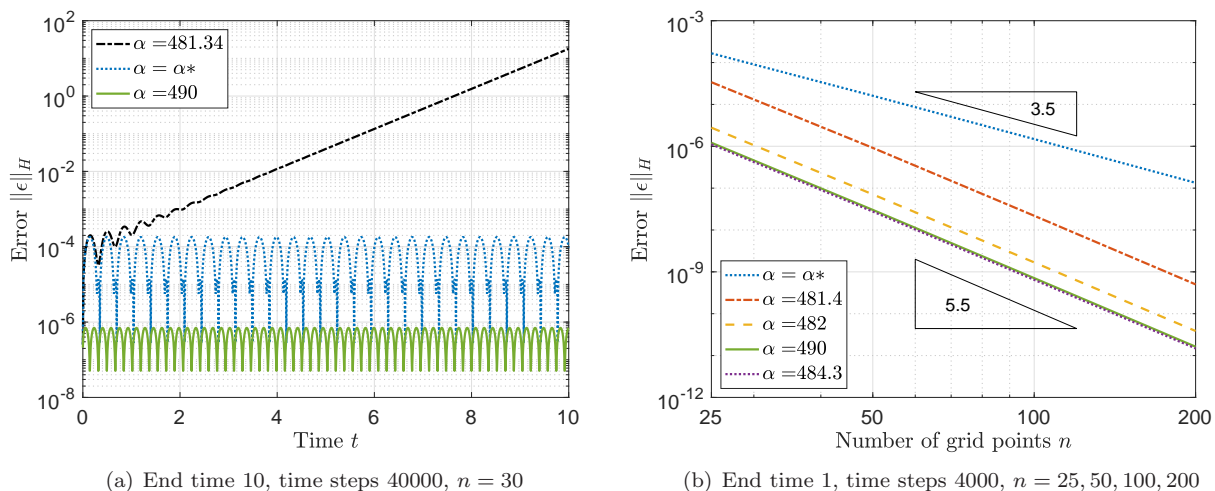 10^2
10^0
10^-2
10^-4
10^-6
10^-8
Error ||ϵ||_H
α =481.34
α = α*
α =490
0 2 4 6 8 10
Time t
(a) End time 10, time steps 40000, n = 30
10^-3
10^-6
10^-9
10^-12
Error ||ϵ||_H
3.5
5.5
α = α*
α =481.4
α =482
α =490
α =484.3
25 50 100 200
Number of grid points n
(b) End time 1, time steps 4000, n = 25, 50, 100, 200